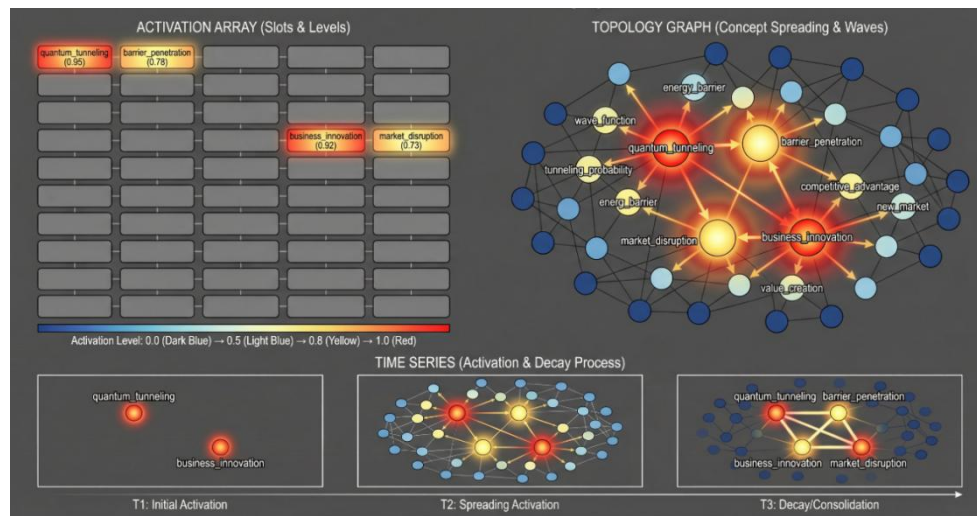 ACTIVATION ARRAY (Slots & Levels)
quantum_tunneling
(0.95)
barrier_penetration
(0.78)
business_innovation
(0.92)
market_disruption
(0.73)
Activation Level: 0.0 (Dark Blue) → 0.5 (Light Blue) → 0.8 (Yellow) → 1.0 (Red)
TOPOLOGY GRAPH (Concept Spreading & Waves)
energy_barrier
wave_function
quantum_tunneling
barrier_penetration
tunneling_probability
competitive_advantage
energ_barrier
new_market
market_disruption
business_innovation
value_creation
TIME SERIES (Activation & Decay Process)
quantum_tunneling
business_innovation
T1: Initial Activation
T2: Spreading Activation
quantum_tunneling
barrier_penetration
business_innovation
market_disruption
T3: Decay/Consolidation